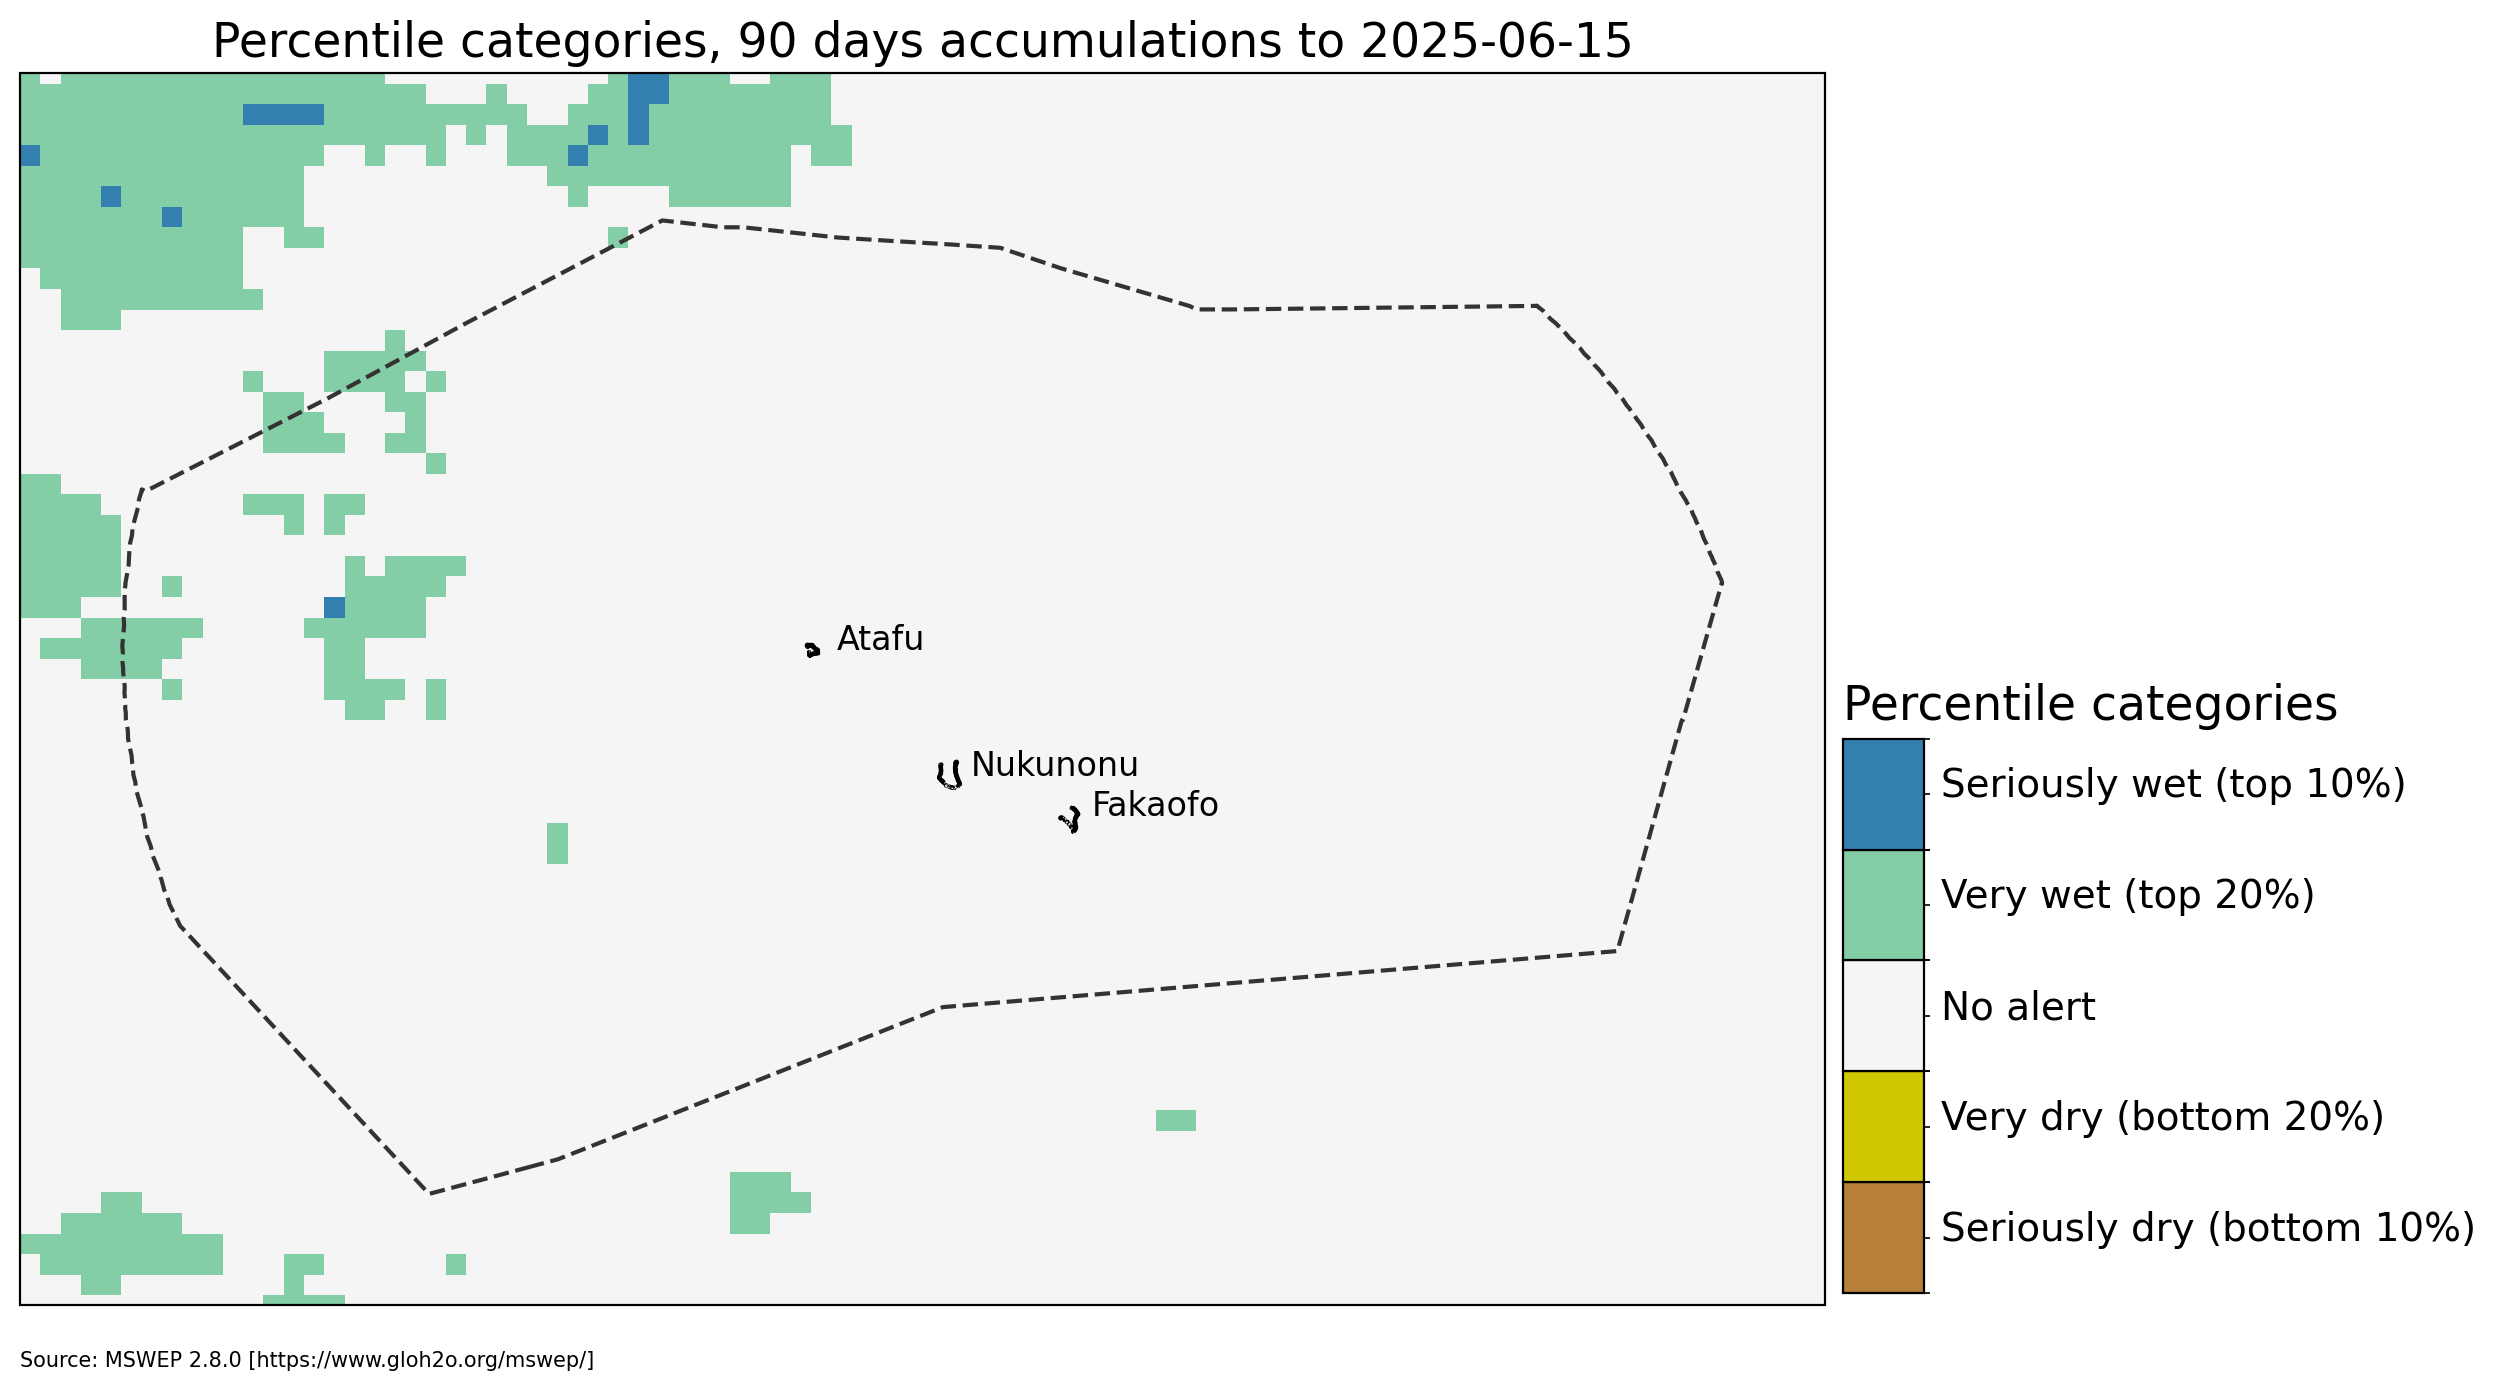 Percentile categories, 90 days accumulations to 2025-06-15
Atafu
Nukunonu
Fakaofo
Percentile categories
Seriously wet (top 10%)
Very wet (top 20%)
No alert
Very dry (bottom 20%)
Seriously dry (bottom 10%)
Source: MSWEP 2.8.0 [https://www.gloh2o.org/mswep/]